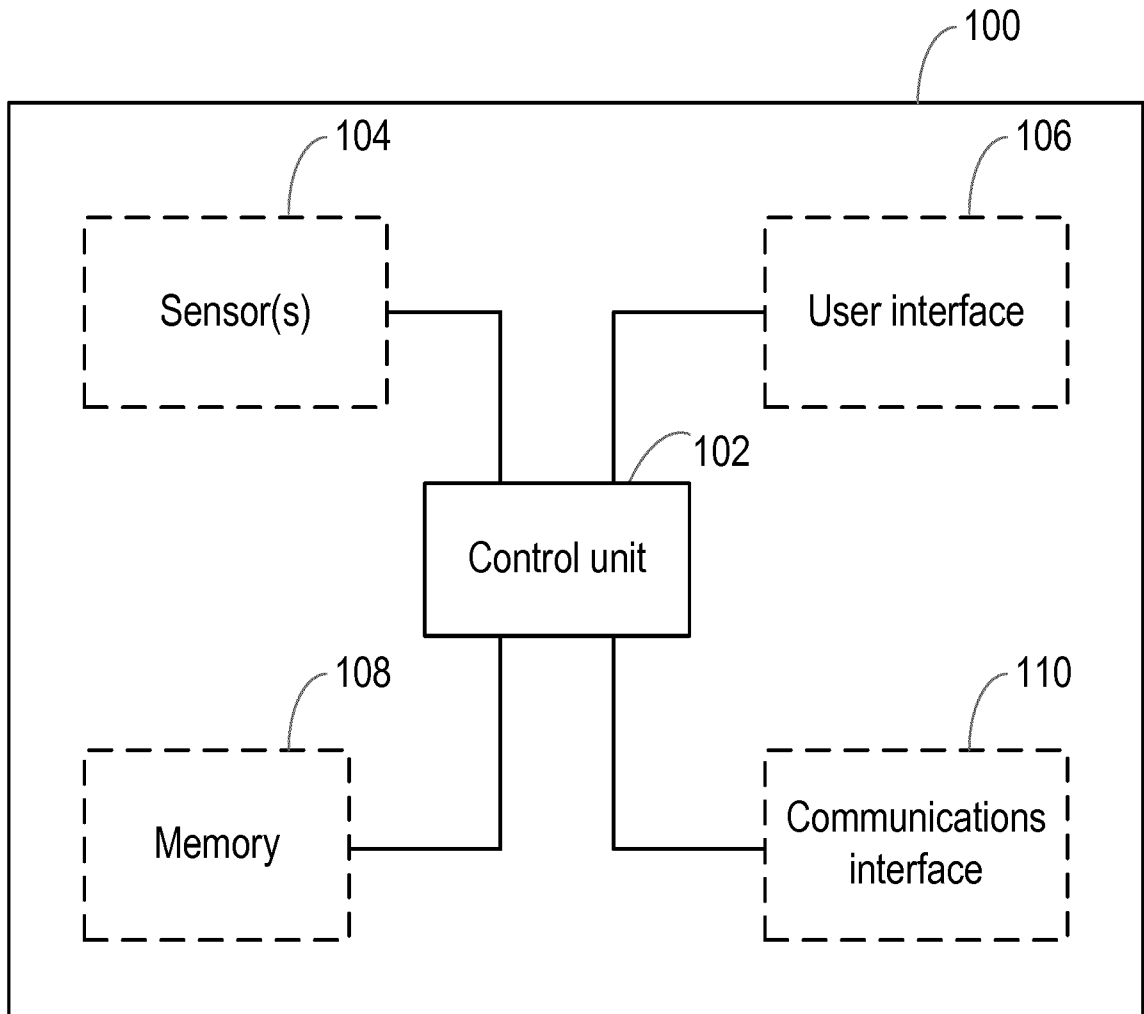 100
104
106
Sensor(s)
User interface
102
Control unit
108
110
Memory
Communications
interface